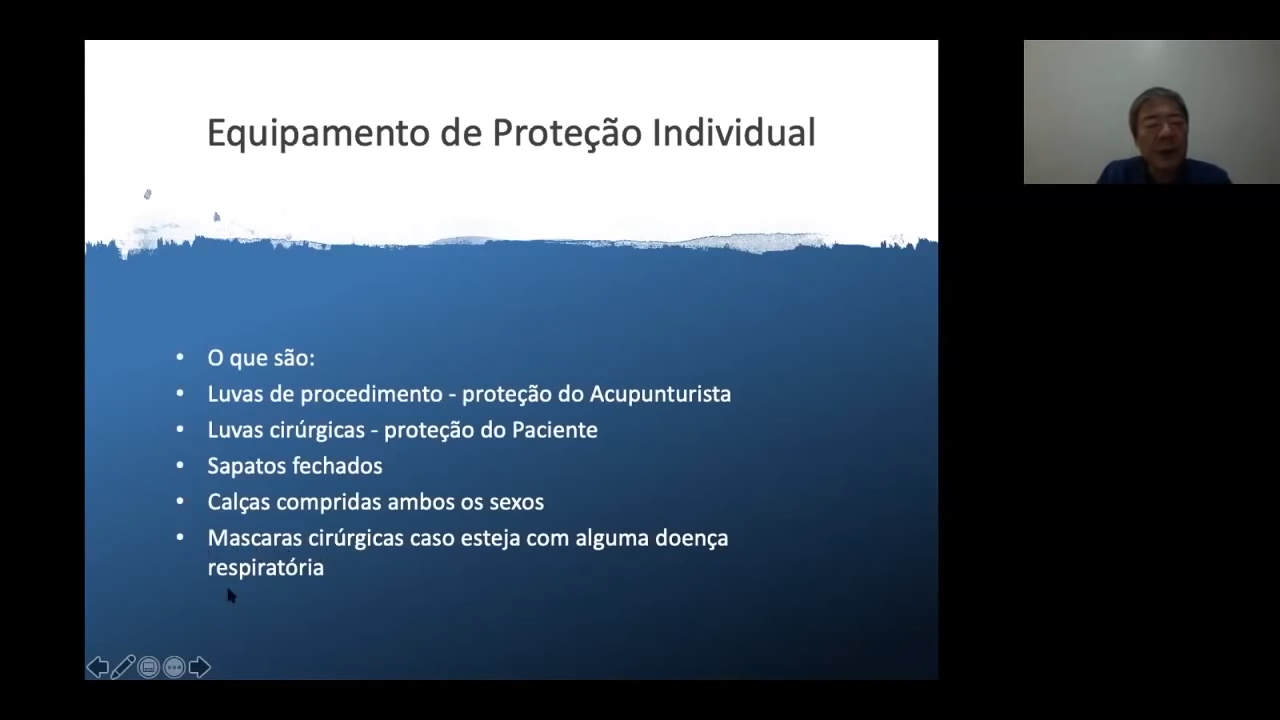 Equipamento de Proteção Individual
• O que são:
• Luvas de procedimento - proteção do Acupunturista
• Luvas cirúrgicas - proteção do Paciente
• Sapatos fechados
• Calças compridas ambos os sexos
• Mascaras cirúrgicas caso esteja com alguma doença
respiratória